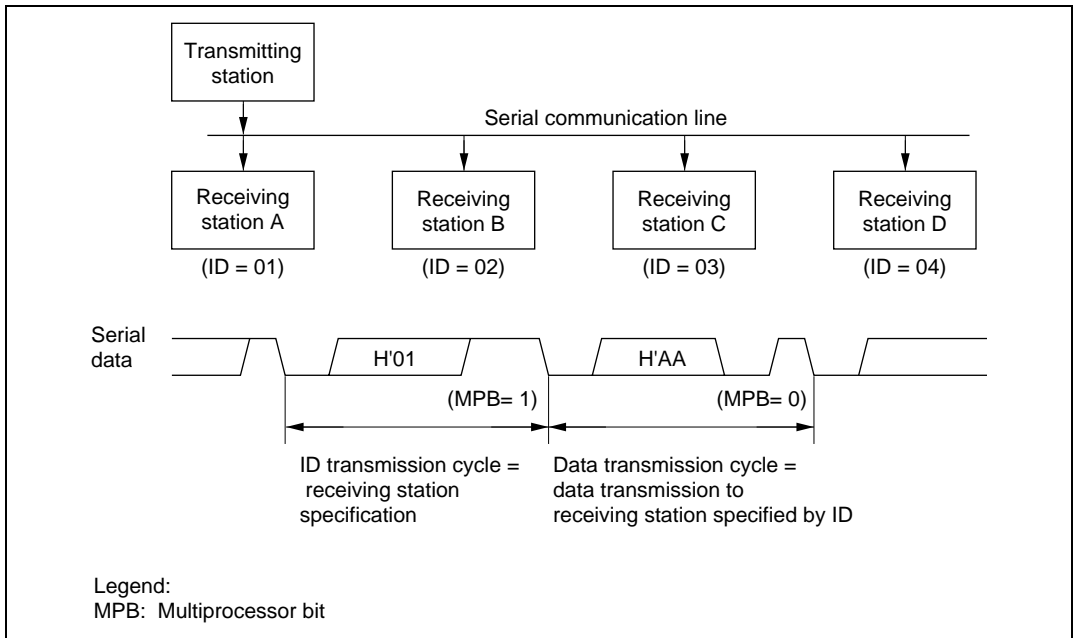 Transmitting
station
Serial communication line
Receiving
station A
Receiving
station B
Receiving
station C
Receiving
station D
(ID = 01)
(ID = 02)
(ID = 03)
(ID = 04)
Serial
data
H'01
H'AA
(MPB= 1)
(MPB= 0)
ID transmission cycle =
receiving station
specification
Data transmission cycle =
data transmission to
receiving station specified by ID
Legend:
MPB: Multiprocessor bit